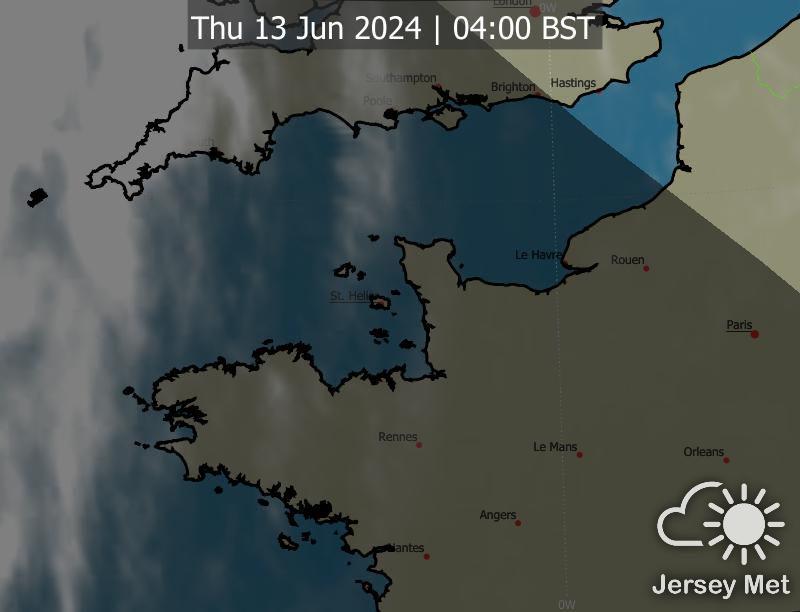 London
0W
Thu 13 Jun 2024 | 04:00 BST
Southampton
Brighton
Hastings
Poole
Le Havre
Rouen
St. Helier
Paris
Rennes
Le Mans
Orleans
Angers
Nantes
Jersey Met
0W